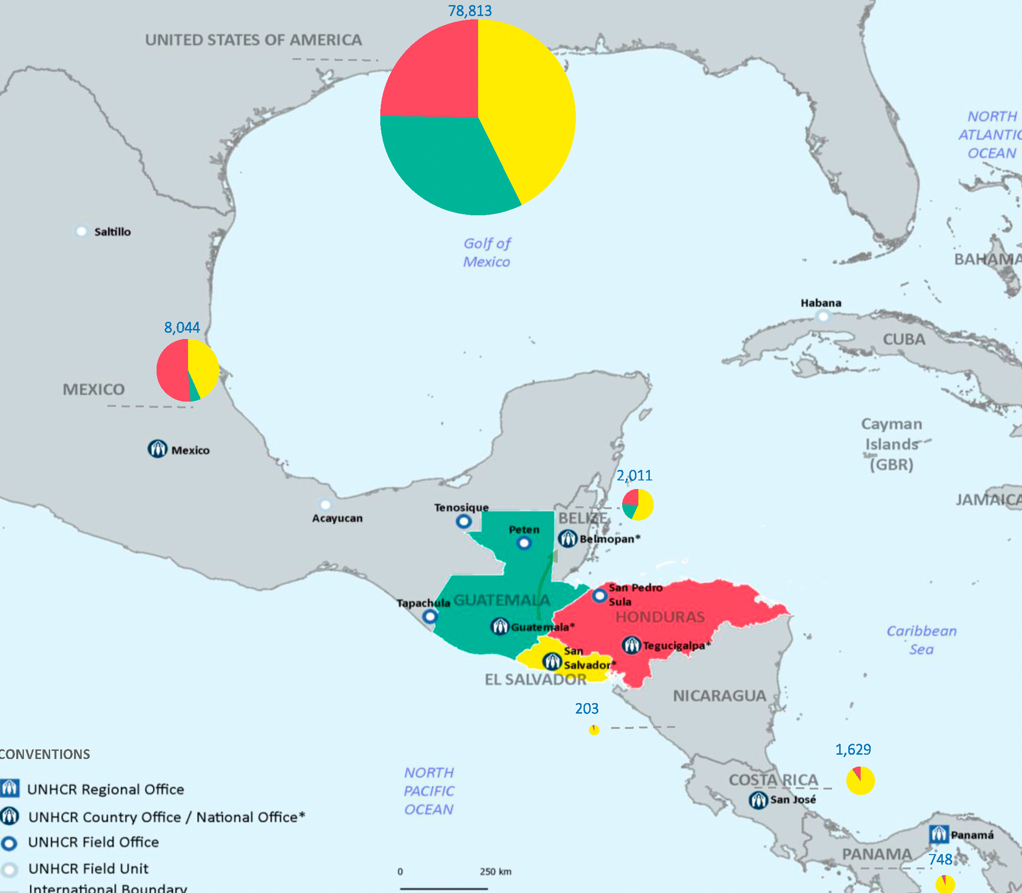 78,813
UNITED STATES OF AMERICA
NORTH
ATLANTIC
OCEAN
Saltillo
Golf of
Mexico
BAHAMA
Habana
8,044
CUBA
MEXICO
Cayman
Islands
(GBR)
Mexico
2,011
JAMAICA
Tenosique
Acayucan
BELIZE
Peten
Belmopan*
San Pedro
Sula
Tapachula
GUATEMALA
HONDURAS
Guatemala*
Caribbean
Sea
Tegucigalpa*
San
Salvador*
EL SALVADOR
NICARAGUA
203
1,629
CONVENTIONS
NORTH
PACIFIC
OCEAN
COSTA RICA
UNHCR Regional Office
San José
UNHCR Country Office / National Office*
Panamá
UNHCR Field Office
PANAMA
748
UNHCR Field Unit
0 250 km
International Boundary